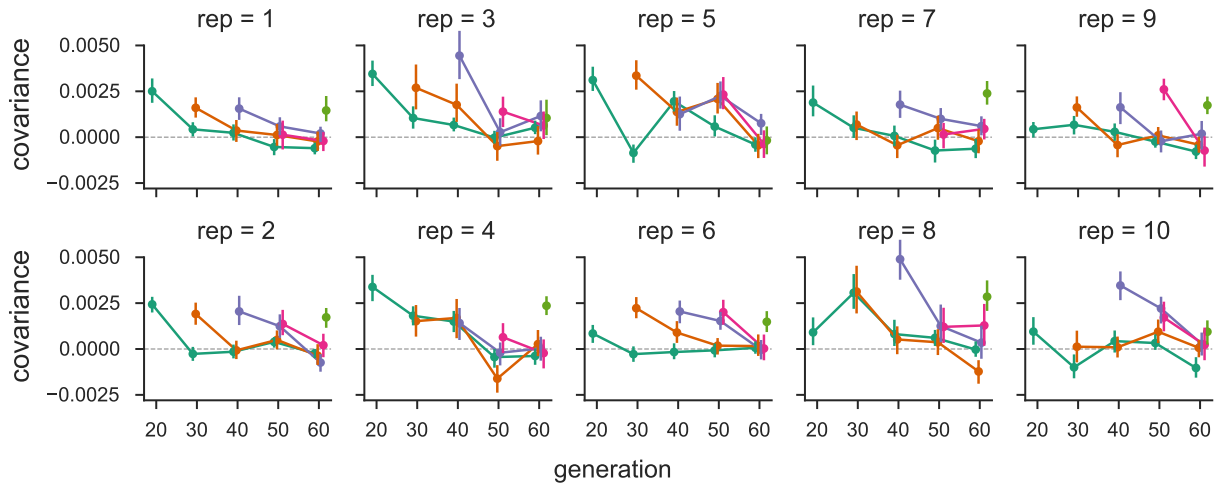 rep = 1 rep = 3 rep = 5 rep = 7 rep = 9
covariance
0.0050
0.0025
0.0000
−0.0025
rep = 2 rep = 4 rep = 6 rep = 8 rep = 10
covariance
0.0050
0.0025
0.0000
−0.0025
20 30 40 50 60 20 30 40 50 60 20 30 40 50 60 20 30 40 50 60 20 30 40 50 60
generation